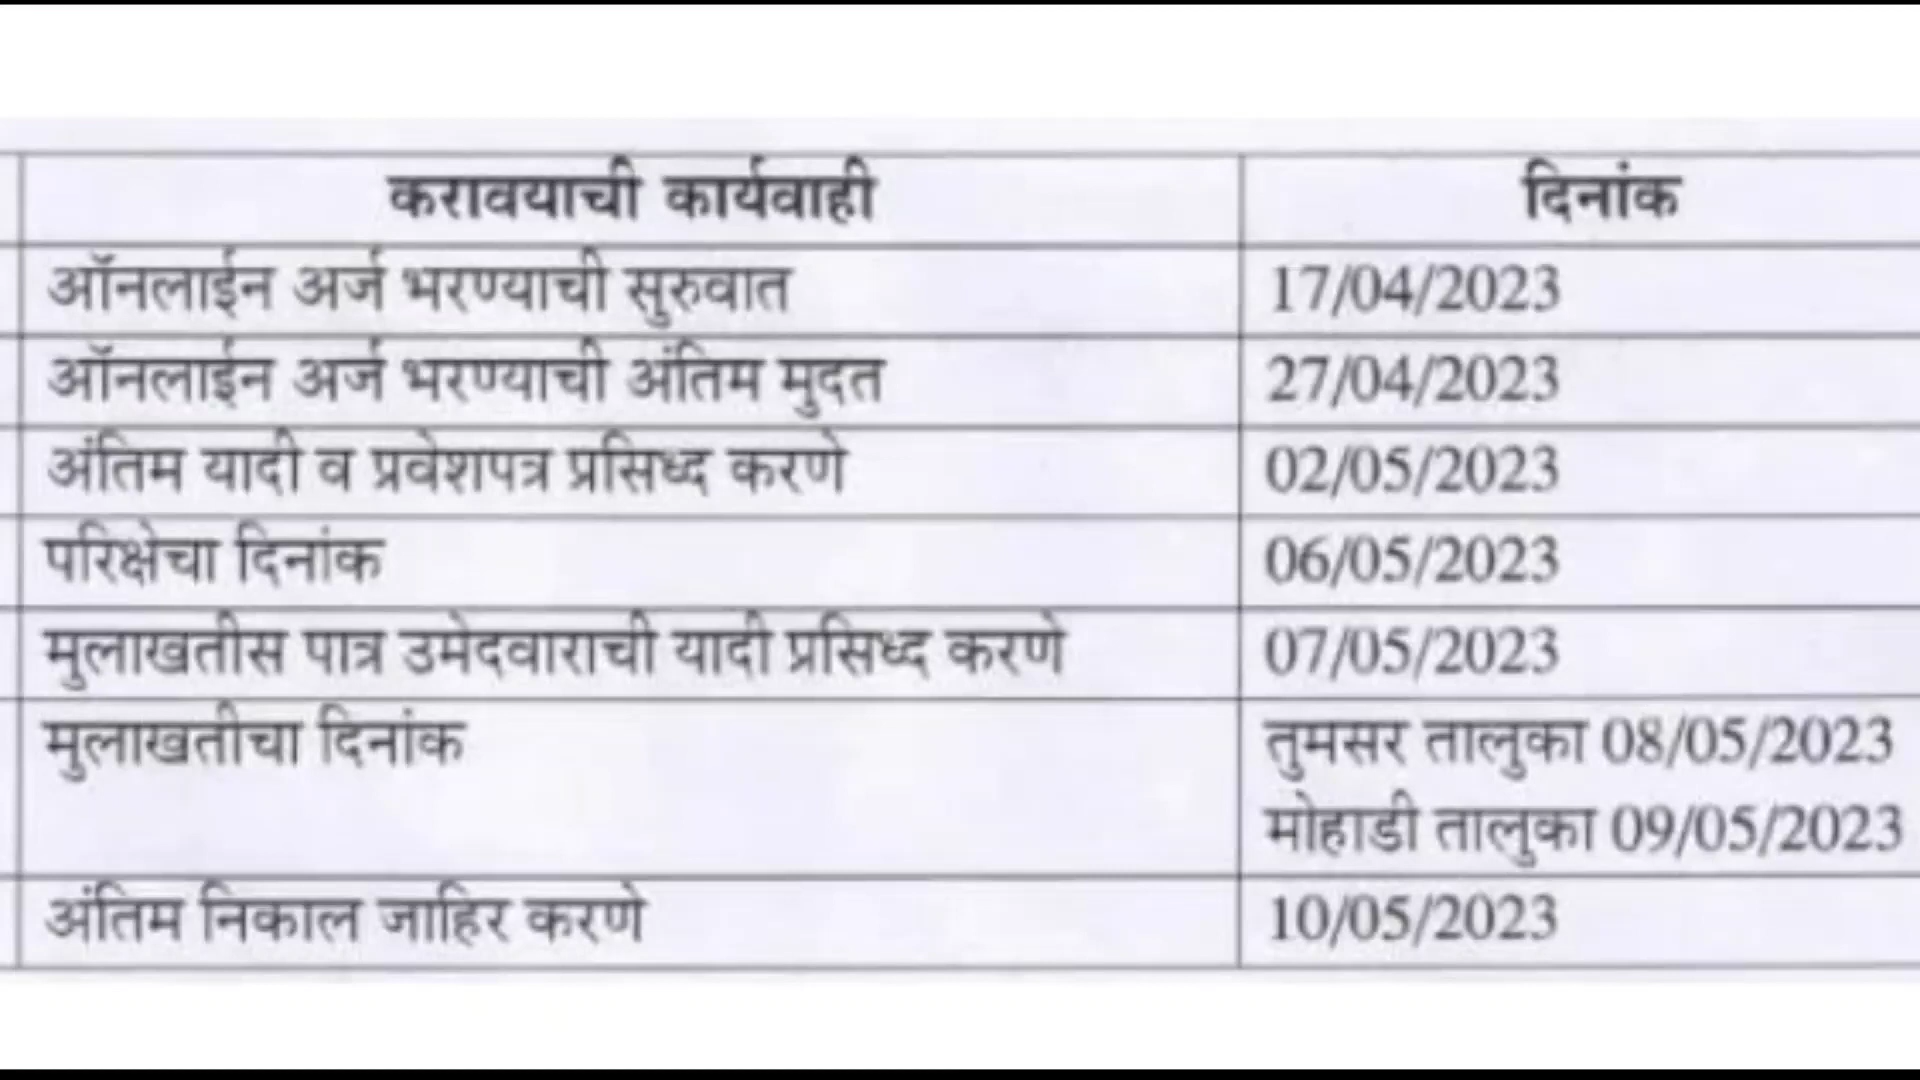 करावयाची कार्यवाही दिनांक
ऑनलाईन अर्ज भरण्याची सुरुवात 17/04/2023
ऑनलाईन अर्ज भरण्याची अंतिम मुदत 27/04/2023
अंतिम यादी व प्रवेशपत्र प्रसिध्द करणे 02/05/2023
परिक्षेचा दिनांक 06/05/2023
मुलाखतीस पात्र उमेदवाराची यादी प्रसिध्द करणे 07/05/2023
मुलाखतीचा दिनांक तुमसर तालुका 08/05/2023
मोहाडी तालुका 09/05/2023
अंतिम निकाल जाहिर करणे 10/05/2023